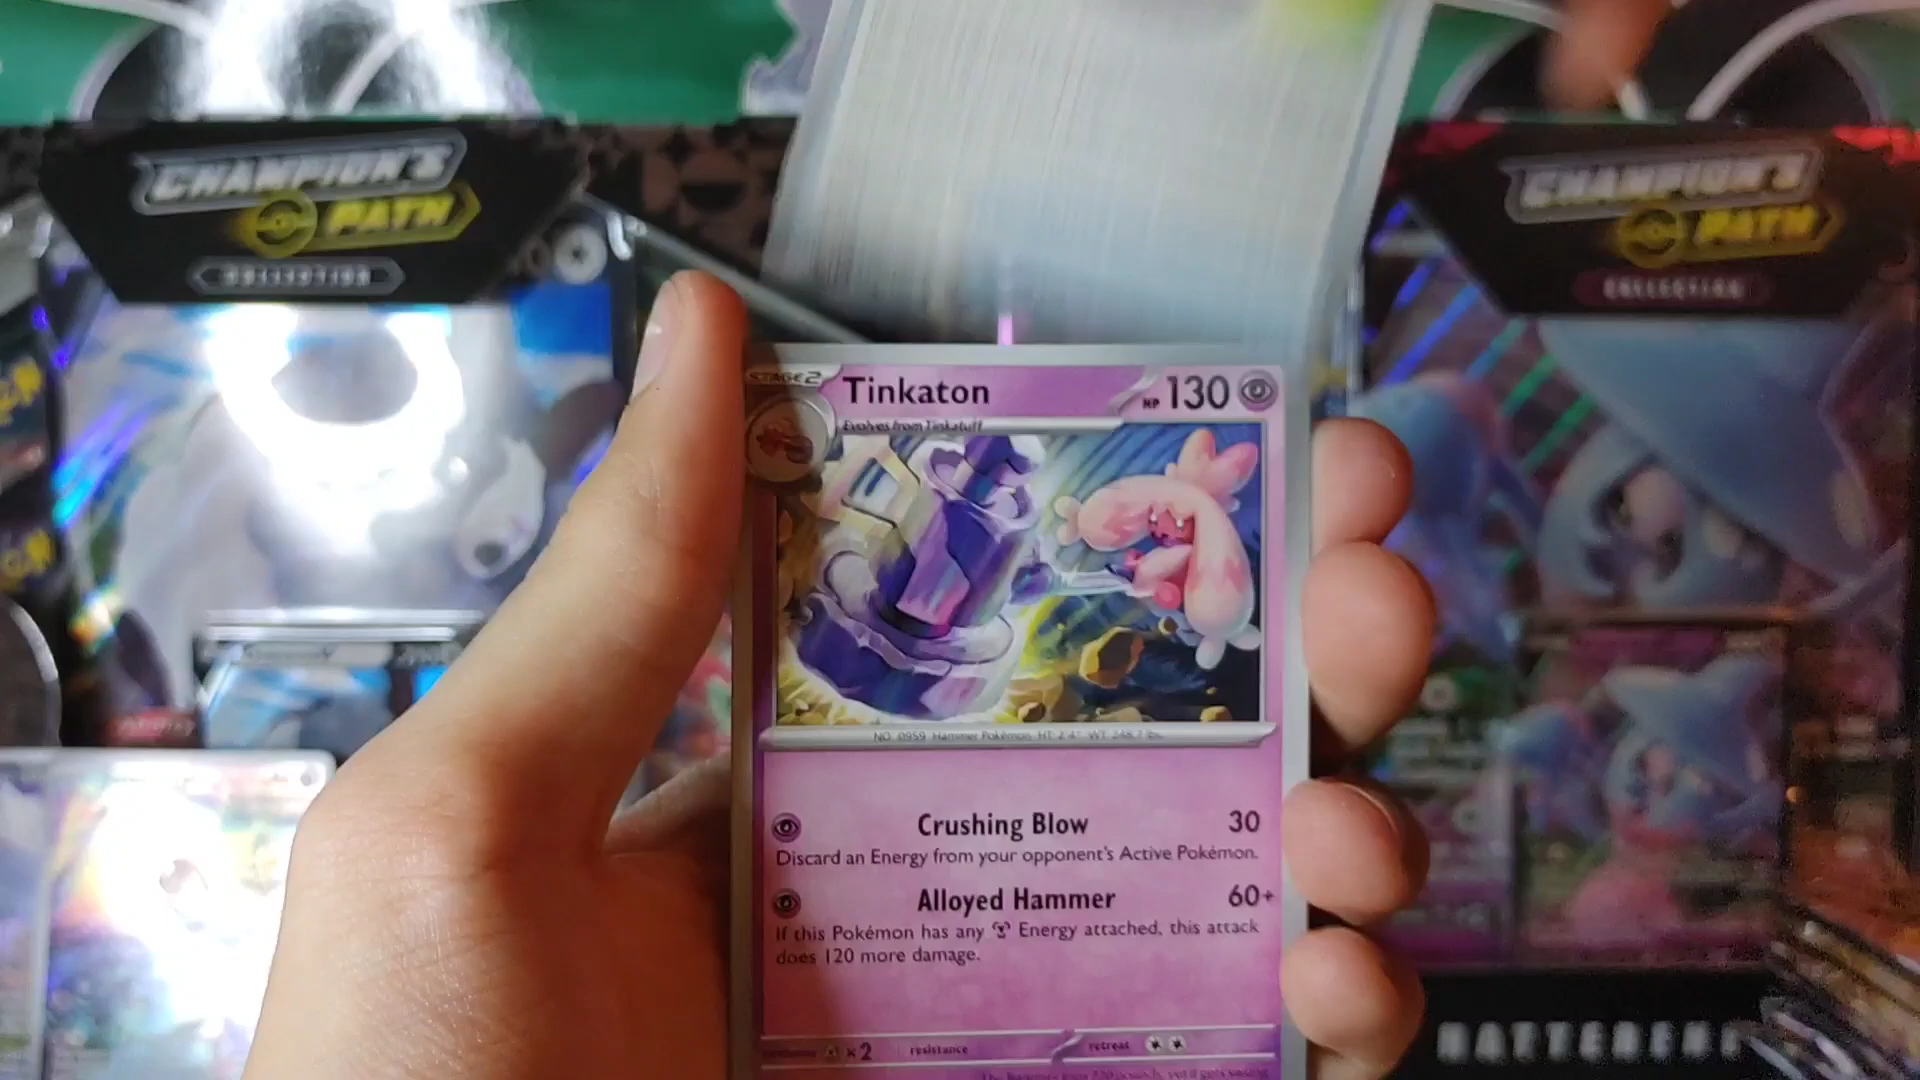 CHAMPION'S
PATH
COLLECTION
CHAMPION'S
PATH
COLLECTION
STAGE 2
Tinkaton
HP 130
Evolves from Tinkatuff
NO. 0959 Hammer Pokémon HT: 2'4" WT: 248.7 lbs.
Crushing Blow 30
Discard an Energy from your opponent's Active Pokémon.
Alloyed Hammer 60+
If this Pokémon has any Energy attached, this attack
does 120 more damage.
weakness ×2 resistance retreat